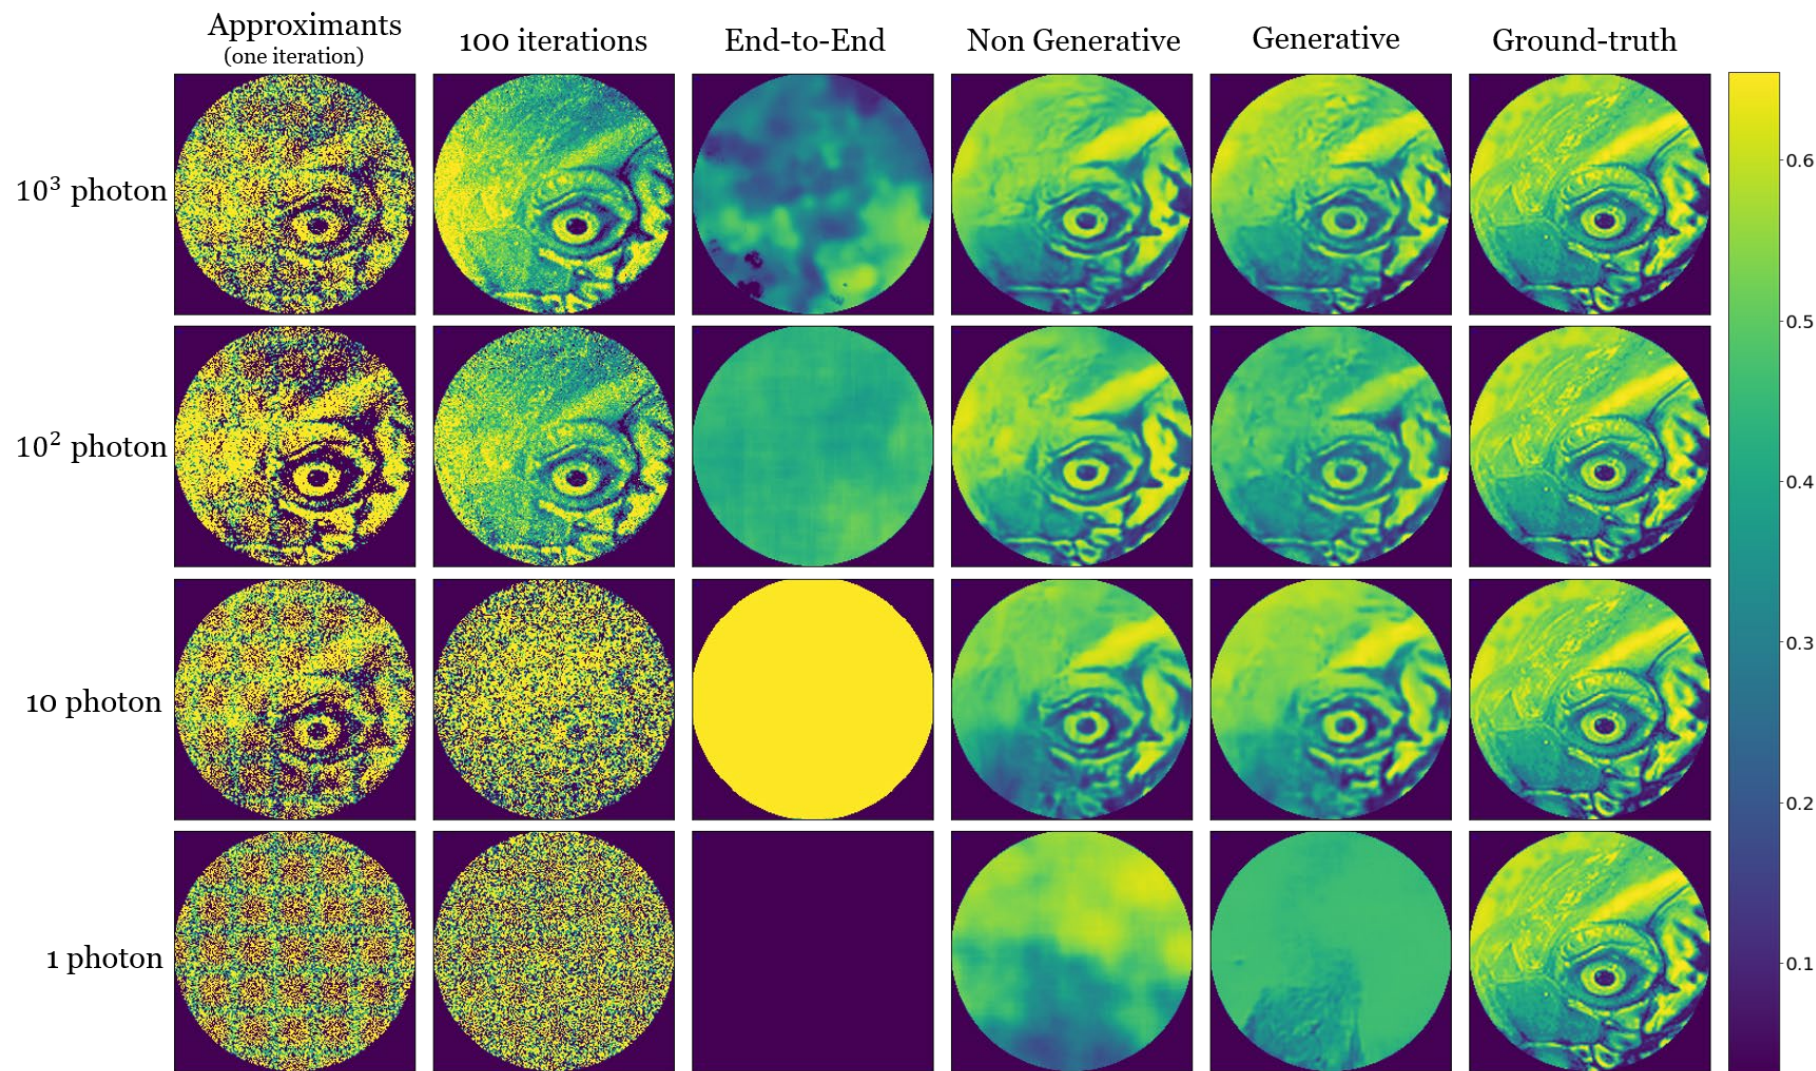 Approximants
(one iteration)
100 iterations
End-to-End
Non Generative
Generative
Ground-truth
10³ photon
10² photon
10 photon
1 photon
0.6
0.5
0.4
0.3
0.2
0.1